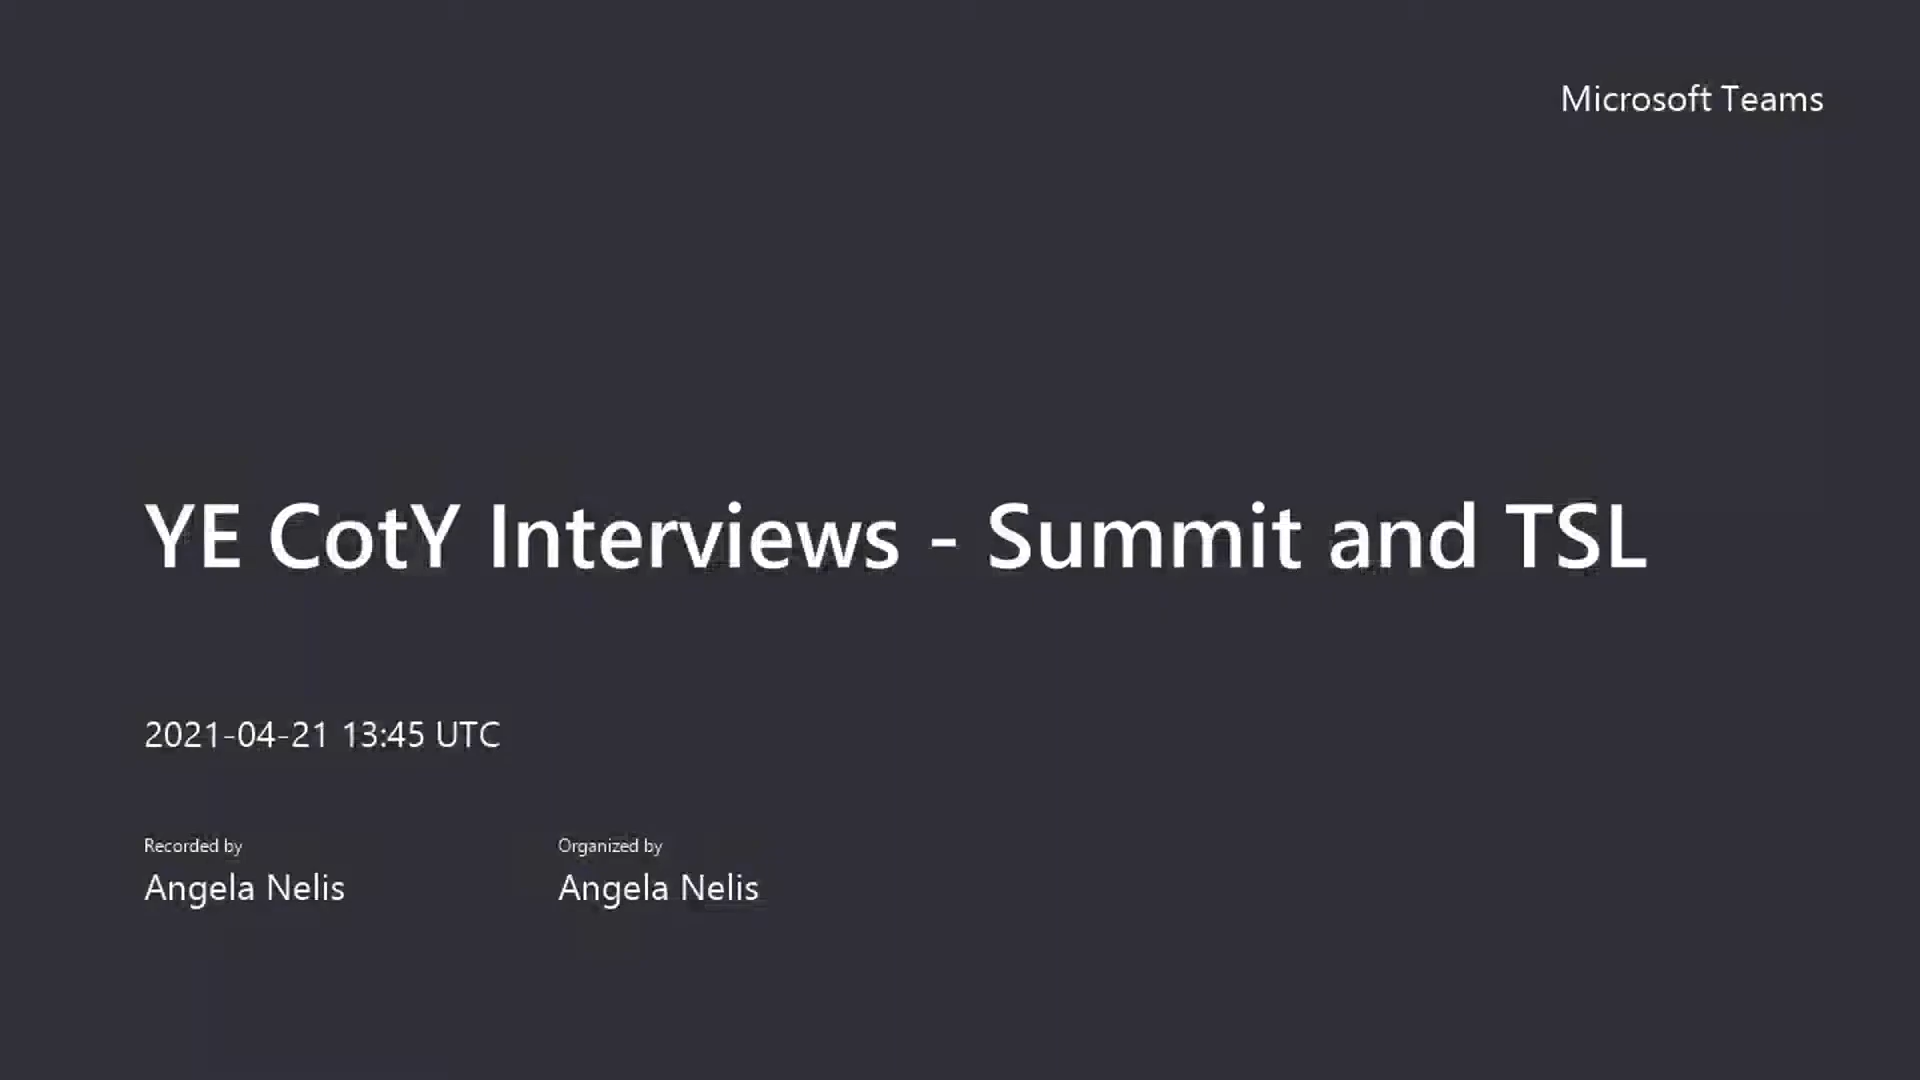 Microsoft Teams
YE CotY Interviews - Summit and TSL
2021-04-21 13:45 UTC
Recorded by
Organized by
Angela Nelis
Angela Nelis